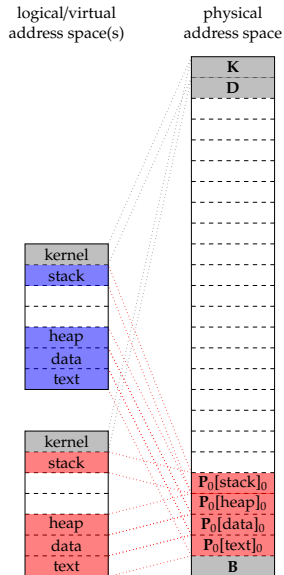 logical/virtual
address space(s)
physical
address space
K
D
kernel
stack
heap
data
text
kernel
stack
heap
data
text
P₀[stack]₀
P₀[heap]₀
P₀[data]₀
P₀[text]₀
B